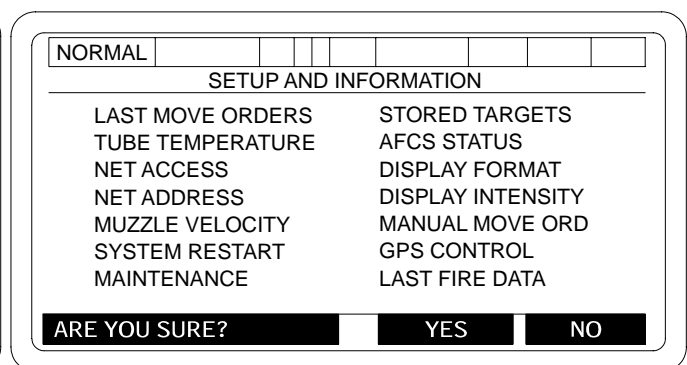 NORMAL
SETUP AND INFORMATION
LAST MOVE ORDERS STORED TARGETS
TUBE TEMPERATURE AFCS STATUS
NET ACCESS DISPLAY FORMAT
NET ADDRESS DISPLAY INTENSITY
MUZZLE VELOCITY MANUAL MOVE ORD
SYSTEM RESTART GPS CONTROL
MAINTENANCE LAST FIRE DATA
ARE YOU SURE? YES NO